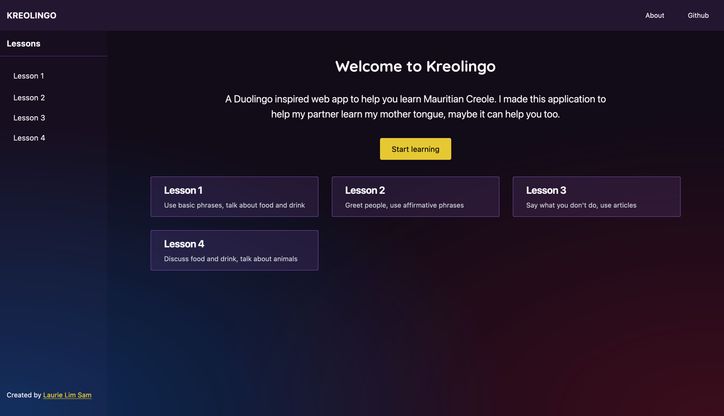 KREOLINGO
About
Github
Lessons
Lesson 1
Lesson 2
Lesson 3
Lesson 4
Welcome to Kreolingo
A Duolingo inspired web app to help you learn Mauritian Creole. I made this application to
help my partner learn my mother tongue, maybe it can help you too.
Start learning
Lesson 1
Use basic phrases, talk about food and drink
Lesson 2
Greet people, use affirmative phrases
Lesson 3
Say what you don't do, use articles
Lesson 4
Discuss food and drink, talk about animals
Created by Laurie Lim Sam